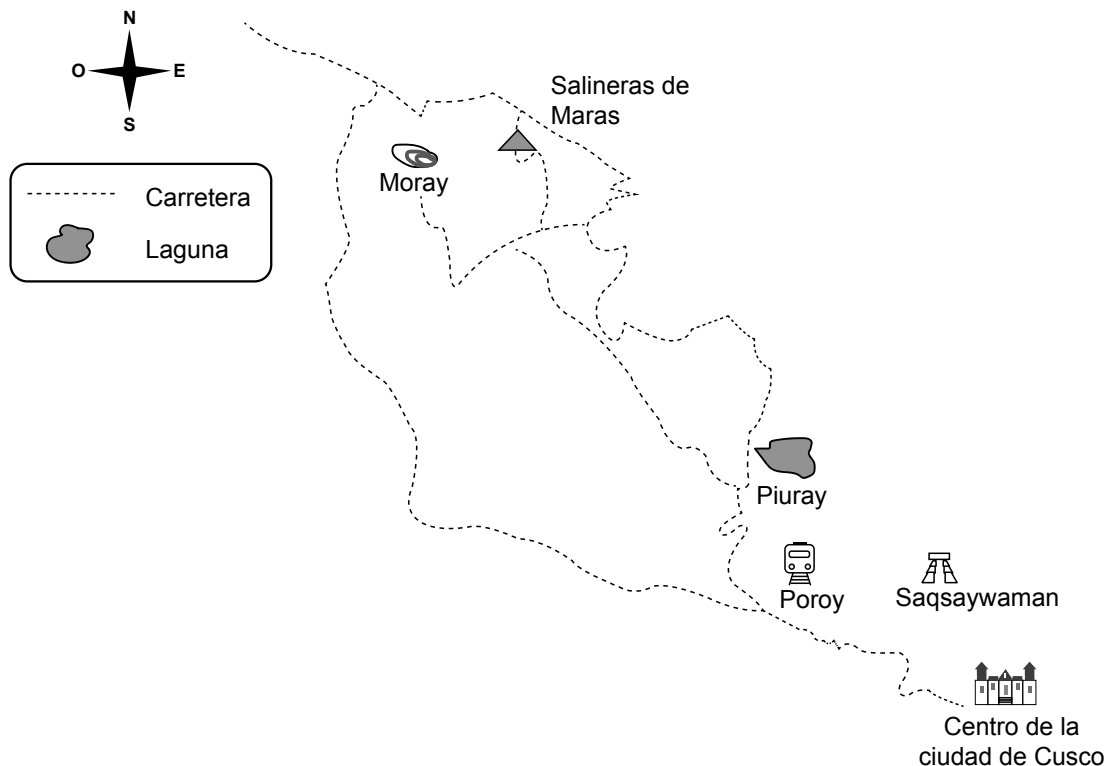 N
O
E
S
Carretera
Laguna
Salineras de
Maras
Moray
Piuray
Poroy
Saqsaywaman
Centro de la
ciudad de Cusco